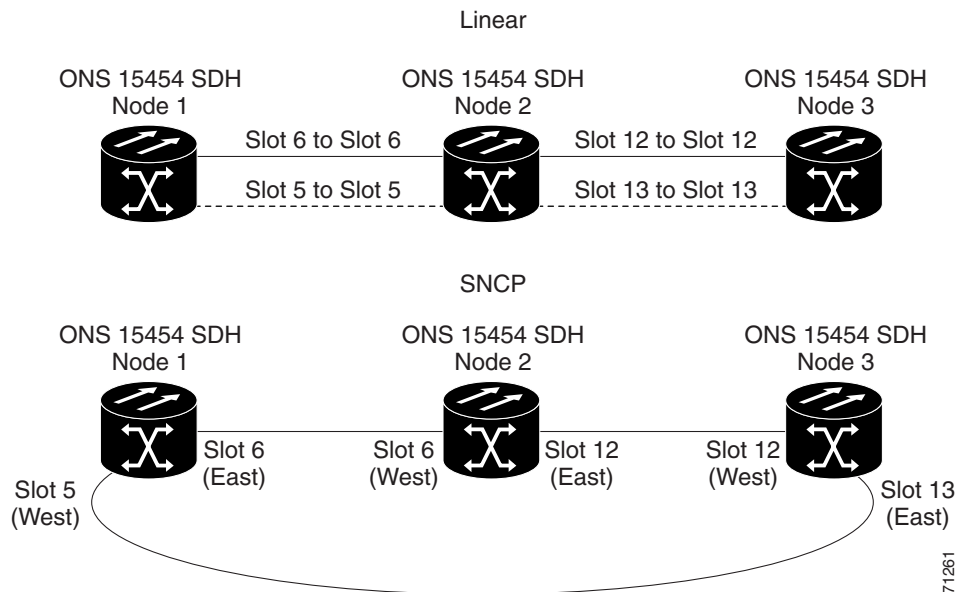 Linear
ONS 15454 SDH
Node 1
ONS 15454 SDH
Node 2
ONS 15454 SDH
Node 3
Slot 6 to Slot 6
Slot 12 to Slot 12
Slot 5 to Slot 5
Slot 13 to Slot 13
SNCP
ONS 15454 SDH
Node 1
ONS 15454 SDH
Node 2
ONS 15454 SDH
Node 3
Slot 6
(East)
Slot 6
(West)
Slot 12
(East)
Slot 12
(West)
Slot 5
(West)
Slot 13
(East)
71261